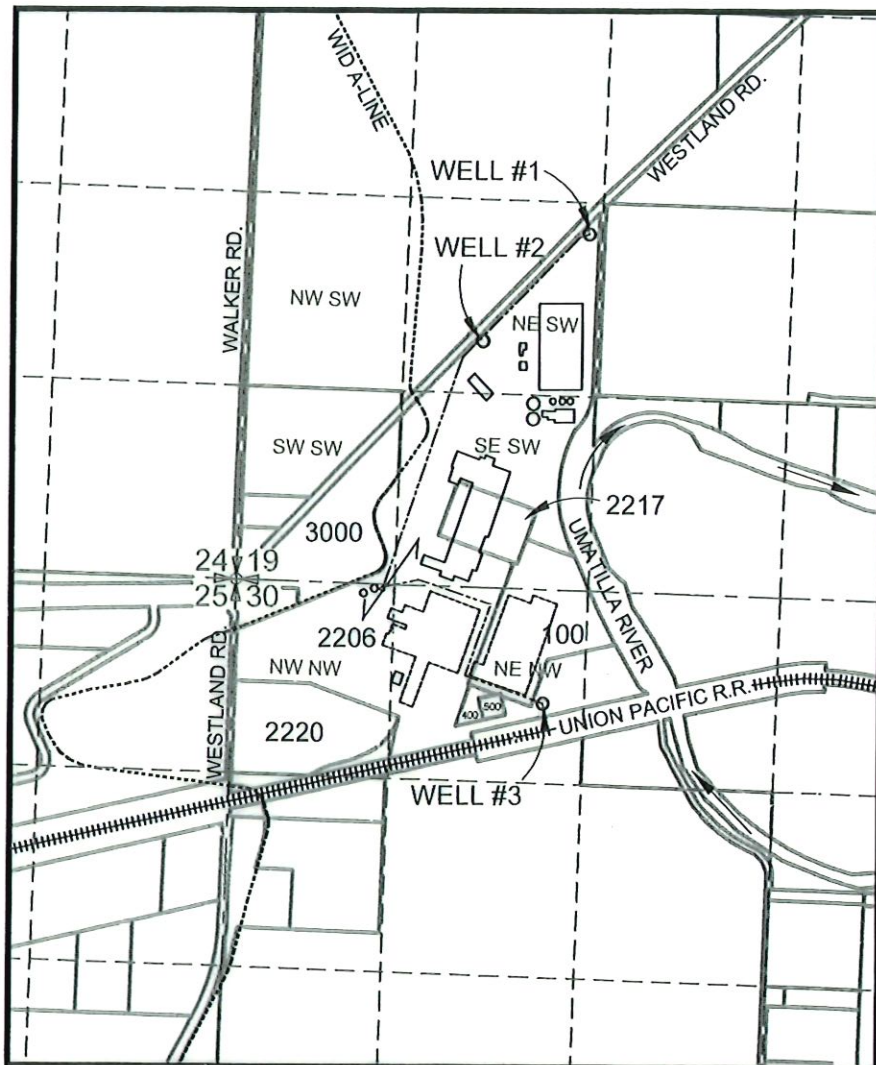 WID A-LINE
WESTLAND RD.
WELL #1
WALKER RD.
WELL #2
NW SW
NE SW
SW SW
SE SW
3000
2217
24 19
25 30
UMATILLA RIVER
2206
100
WESTLAND RD.
NW NW
NE NW
400 500
UNION PACIFIC R.R.
2220
WELL #3